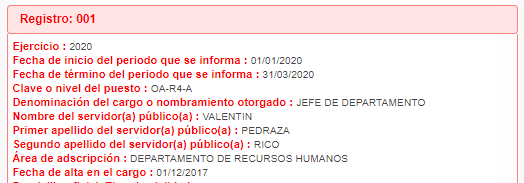 Registro: 001
Ejercicio : 2020
Fecha de inicio del periodo que se informa : 01/01/2020
Fecha de término del periodo que se informa : 31/03/2020
Clave o nivel del puesto : OA-R4-A
Denominación del cargo o nombramiento otorgado : JEFE DE DEPARTAMENTO
Nombre del servidor(a) público(a) : VALENTIN
Primer apellido del servidor(a) público(a) : PEDRAZA
Segundo apellido del servidor(a) público(a) : RICO
Área de adscripción : DEPARTAMENTO DE RECURSOS HUMANOS
Fecha de alta en el cargo : 01/12/2017